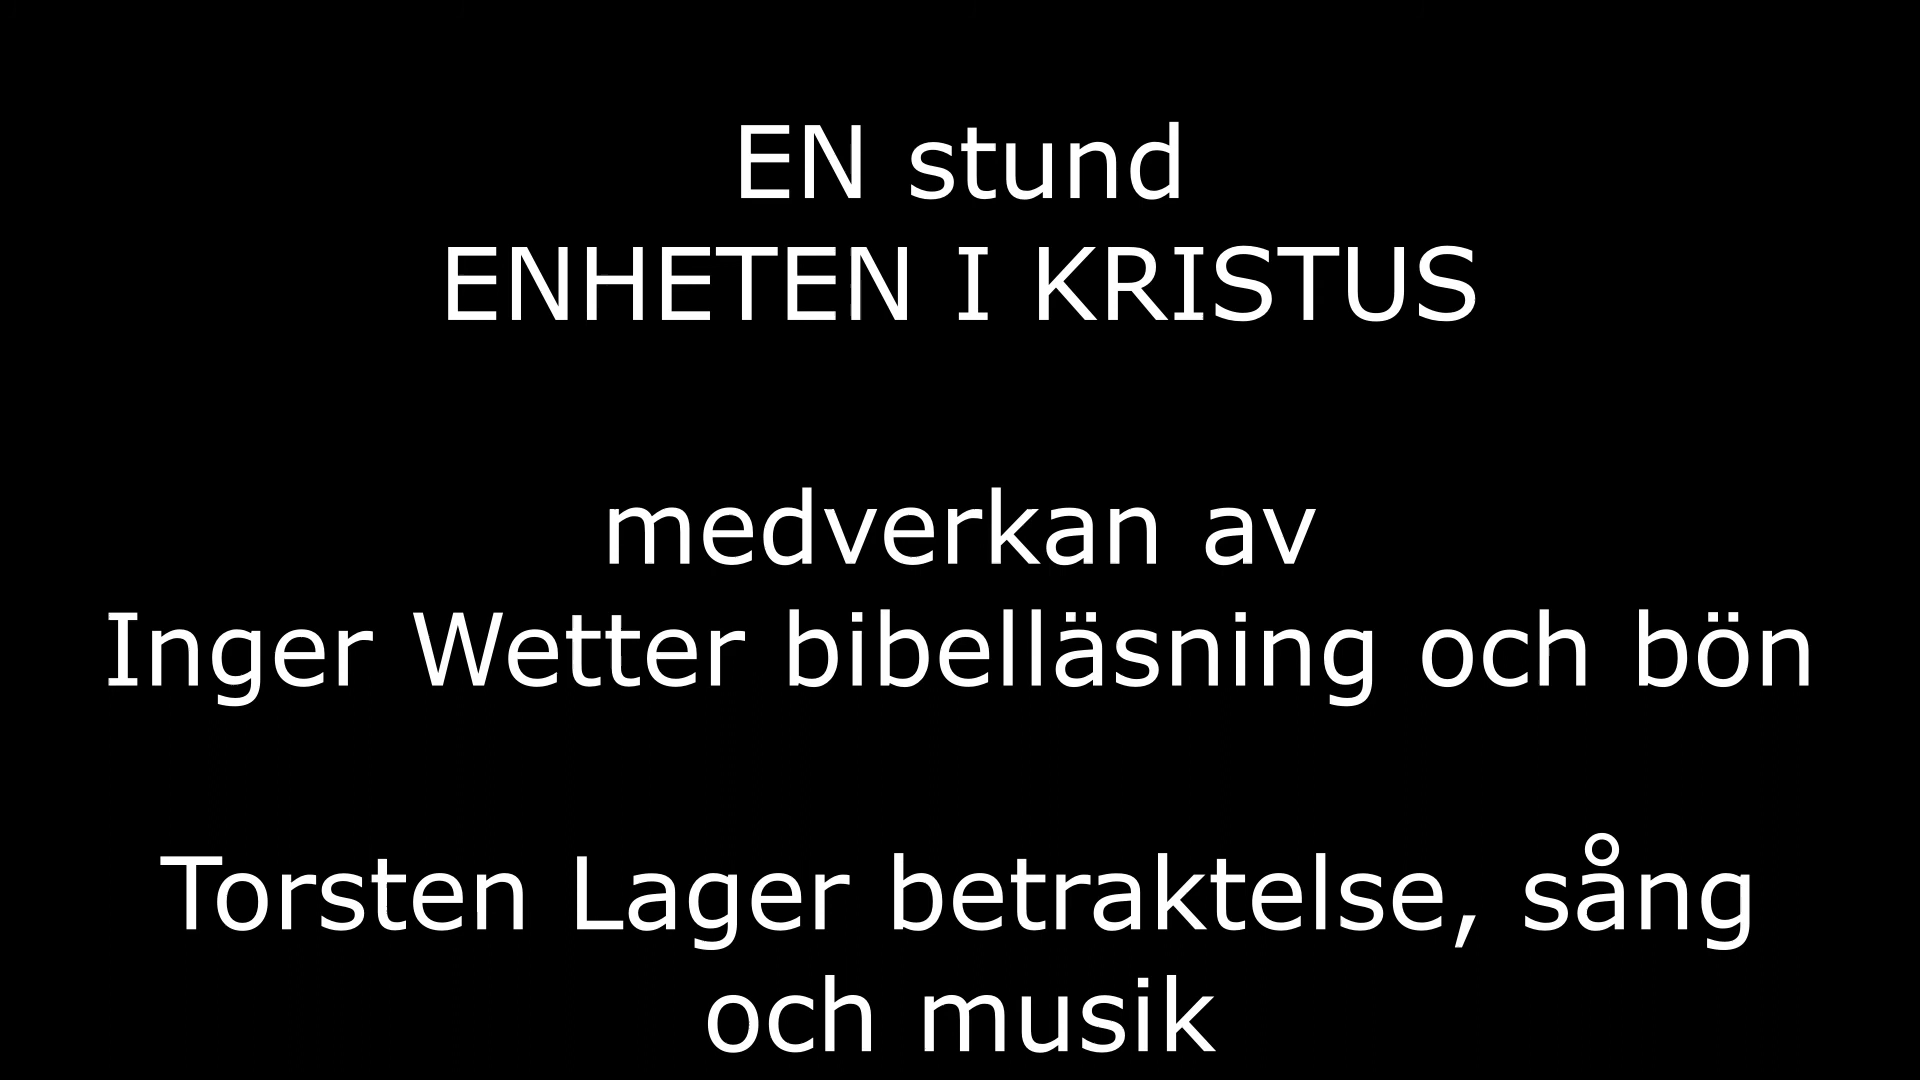 EN stund
ENHETEN I KRISTUS
medverkan av
Inger Wetter bibelläsning och bön
Torsten Lager betraktelse, sång
och musik